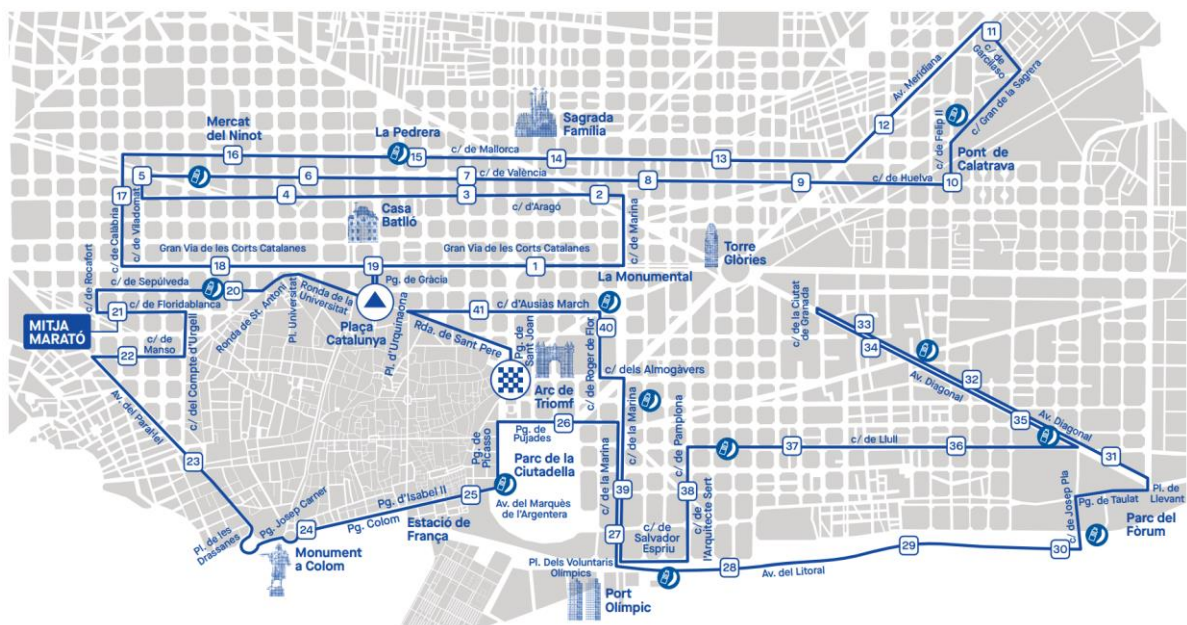 11
c/ de
Garcilaso
Av. Meridiana
c/ Gran de la Sagrera
12
c/ de Felip II
Pont de
Calatrava
Sagrada
Família
Mercat
del Ninot
La Pedrera
16
15
c/ de Mallorca
14
13
5
6
7
c/ de València
8
9
c/ de Huelva
10
17
4
3
2
c/ d'Aragó
c/ de Calàbria
c/ de Viladomat
Casa
Batlló
c/ de Marina
Torre
Glòries
Gran Via de les Corts Catalanes
Gran Via de les Corts Catalanes
18
19
1
La Monumental
c/ de Rocafort
c/ de Sepúlveda
20
Pg. de Gràcia
c/ de Floridablanca
21
Ronda de St. Antoni
Pl. Universitat
Ronda de la
Universitat
Plaça
Catalunya
Pl. d'Urquinaona
41
c/ d'Ausiàs March
40
Rda. de Sant Pere
Pg. de
Sant Joan
c/ de Roger de Flor
c/ de la Ciutat
de Granada
33
34
32
MITJA
MARATÓ
22
c/ de
Manso
c/ del Compte d'Urgell
Arc de
Triomf
c/ dels Almogàvers
Av. Diagonal
Av. Diagonal
35
31
Av. del Paral·lel
23
Pg. de
Picasso
26
Pg. de
Pujades
c/ de la Marina
c/ de la Marina
c/ de Pamplona
37
c/ de Llull
36
Parc de la
Ciutadella
25
Pg. d'Isabel II
Pg. Colom
Av. del Marquès
de l'Argentera
Estació de
França
39
38
c/ de
l'Arquitecte Sert
c/ de Josep Pla
Pl. de
Llevant
Pg. de Taulat
Parc del
Fòrum
Pl. de les
Drassanes
Pg. Josep Carner
24
Monument
a Colom
27
c/ de
Salvador
Espriu
Pl. Dels Voluntaris
Olímpics
28
Av. del Litoral
29
30
Port
Olímpic